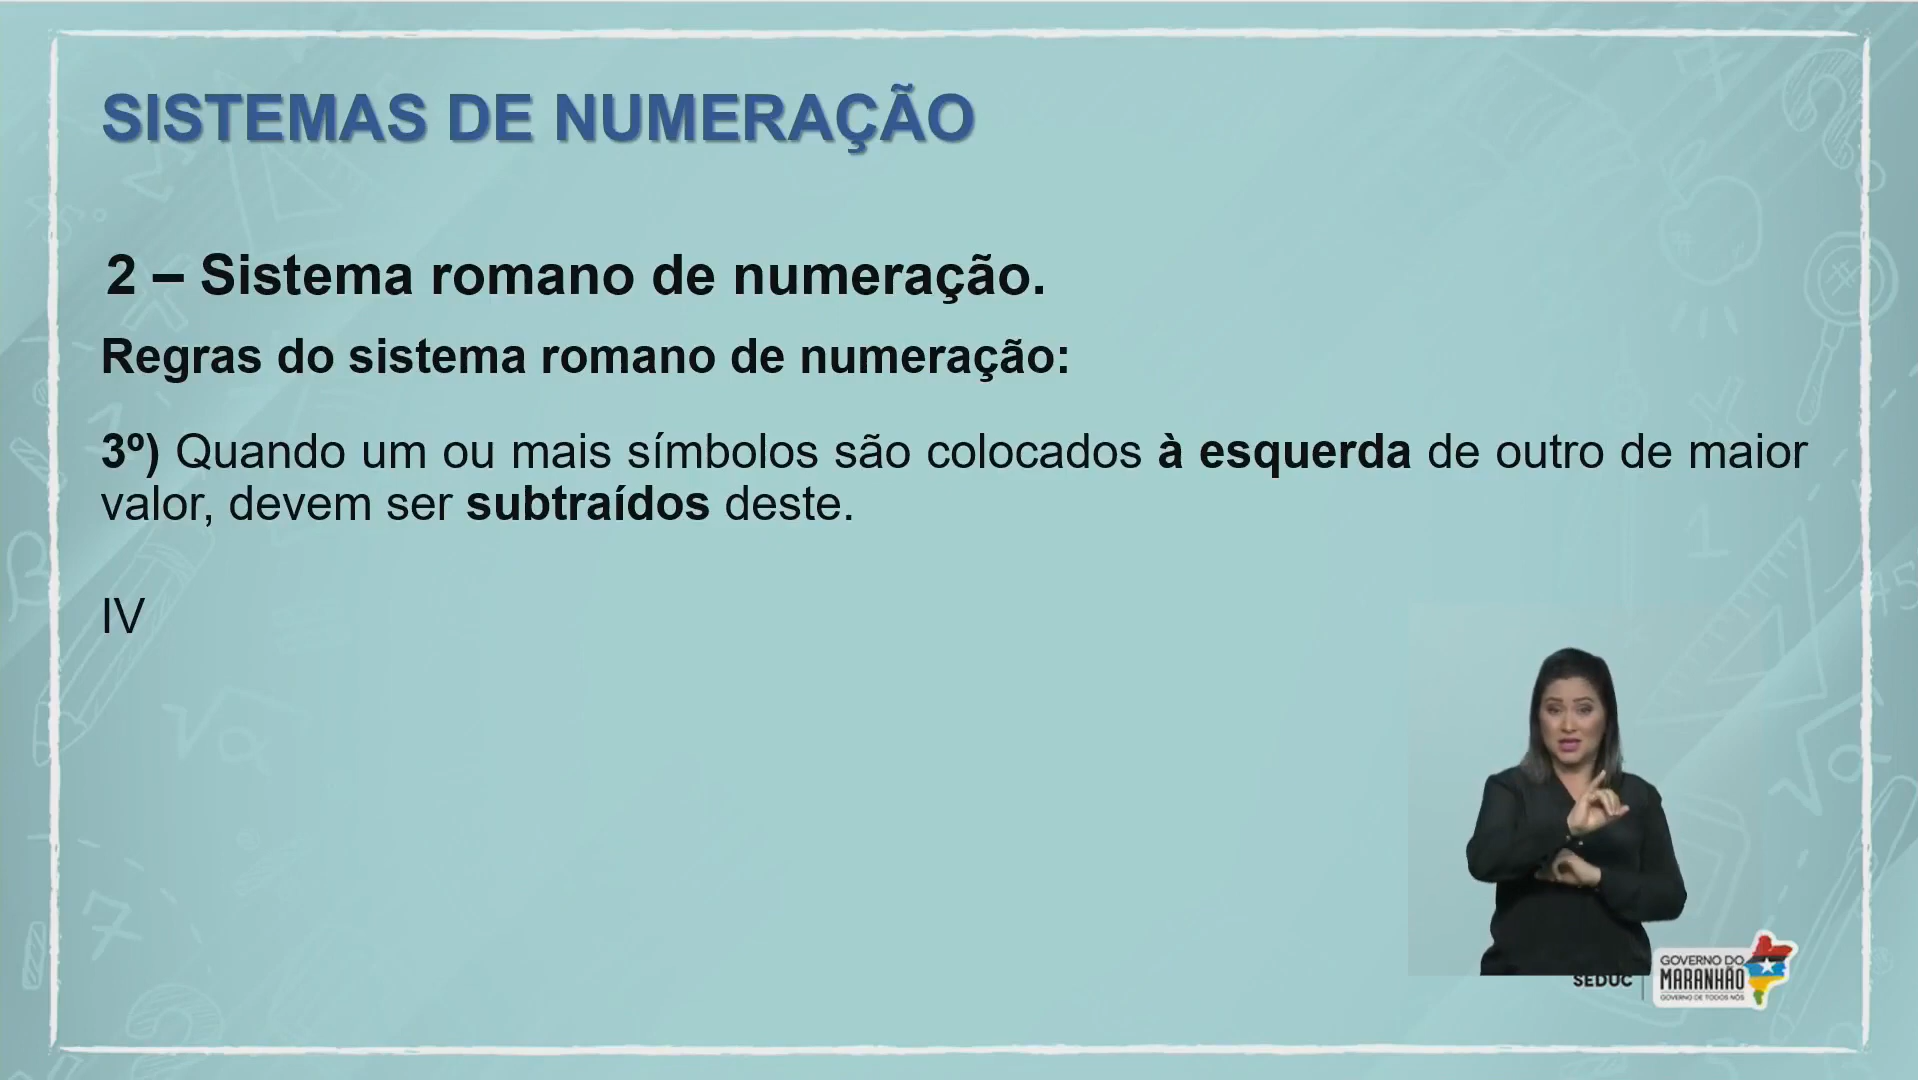 SISTEMAS DE NUMERAÇÃO
2 – Sistema romano de numeração.
Regras do sistema romano de numeração:
3º) Quando um ou mais símbolos são colocados à esquerda de outro de maior
valor, devem ser subtraídos deste.
IV
SEDUC
GOVERNO DO
MARANHÃO
GOVERNO DE TODOS NÓS